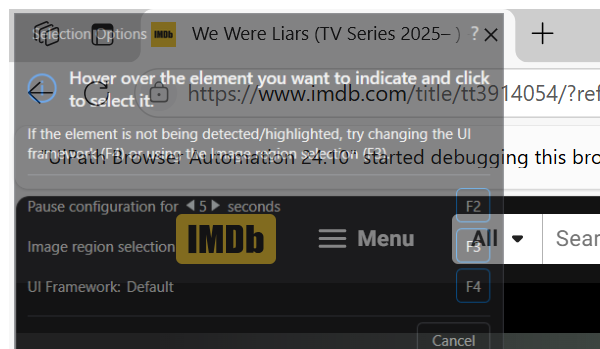 Selection Options
We Were Liars (TV Series 2025– )
?
Hover over the element you want to indicate and click
to select it.
https://www.imdb.com/title/tt3914054/?ref
If the element is not being detected/highlighted, try changing the UI
framework (F4) or using the Image region selection (F3).
"UiPath Browser Automation 24.10" started debugging this bro
Pause configuration for 5 seconds
F2
IMDb
Menu
All
Sear
Image region selection
F3
UI Framework: Default
F4
Cancel